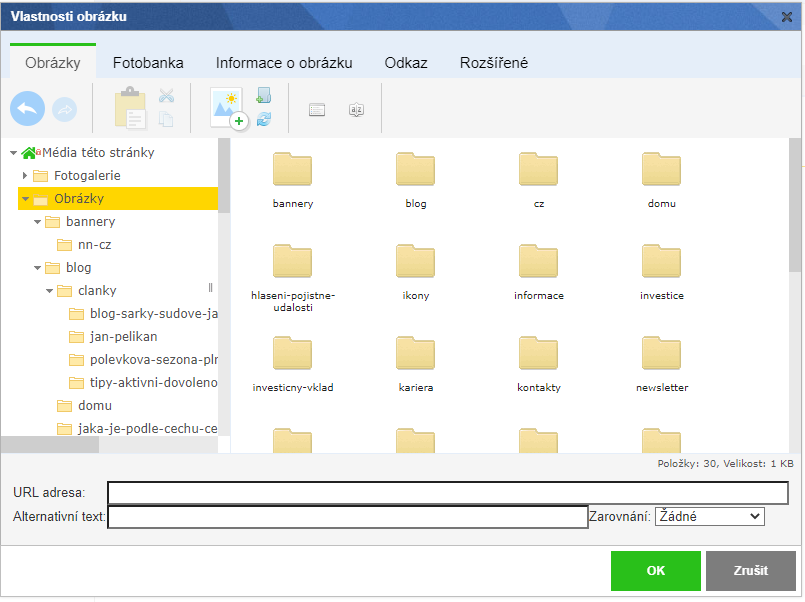 Vlastnosti obrázku
Obrázky Fotobanka Informace o obrázku Odkaz Rozšířené
Média této stránky
Fotogalerie
Obrázky
bannery
nn-cz
blog
clanky
blog-sarky-sudove-ja
jan-pelikan
polevkova-sezona-plr
tipy-aktivni-dovoleno
domu
jaka-je-podle-cechu-ce
bannery blog cz domu
hlaseni-pojistne-
udalosti
ikony informace investice
investicny-vklad kariera kontakty newsletter
Položky: 30, Velikost: 1 KB
URL adresa:
Alternativní text: Zarovnání: Žádné
OK Zrušit